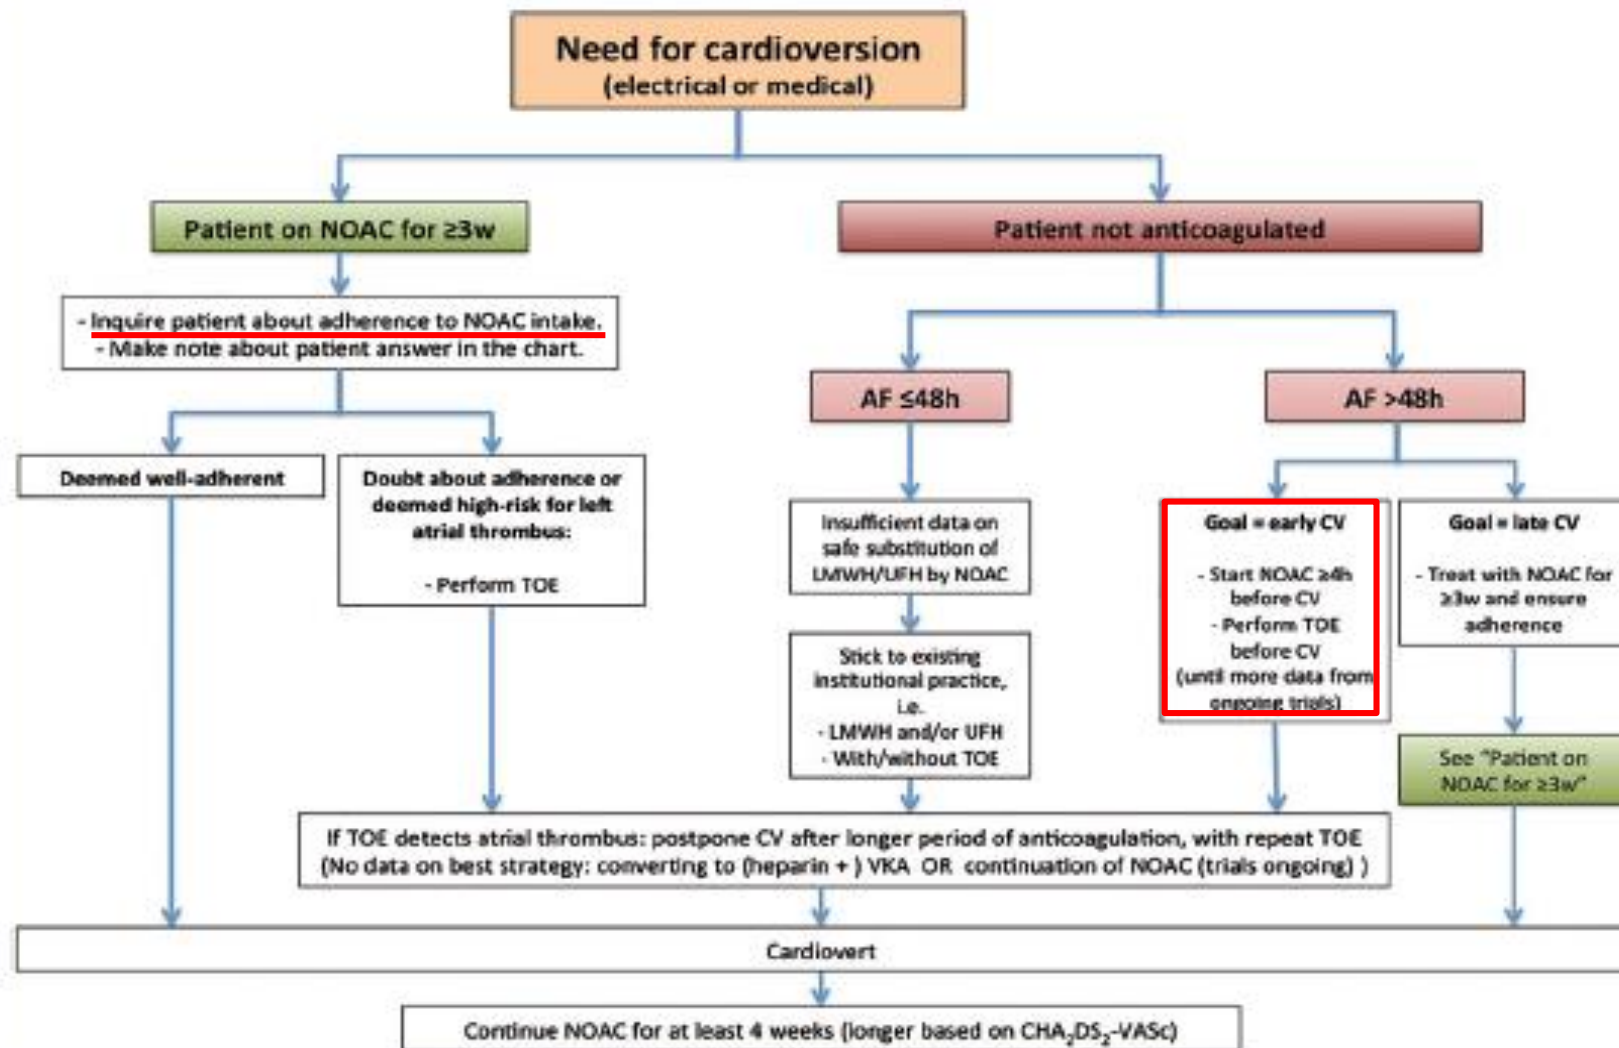 Need for cardioversion
(electrical or medical)
Patient on NOAC for ≥3w
- Inquire patient about adherence to NOAC intake.
- Make note about patient answer in the chart.
Deemed well-adherent
Doubt about adherence or
deemed high-risk for left
atrial thrombus:
- Perform TOE
Patient not anticoagulated
AF ≤48h
Insufficient data on
safe substitution of
LMWH/UFH by NOAC
Stick to existing
institutional practice,
i.e.
- LMWH and/or UFH
- With/without TOE
AF >48h
Goal = early CV
- Start NOAC ≥4h
before CV
- Perform TOE
before CV
(until more data from
ongoing trials)
Goal = late CV
- Treat with NOAC for
≥3w and ensure
adherence
See "Patient on
NOAC for ≥3w"
If TOE detects atrial thrombus: postpone CV after longer period of anticoagulation, with repeat TOE
(No data on best strategy: converting to (heparin + ) VKA OR continuation of NOAC (trials ongoing) )
Cardiovert
Continue NOAC for at least 4 weeks (longer based on CHA₂DS₂-VASc)